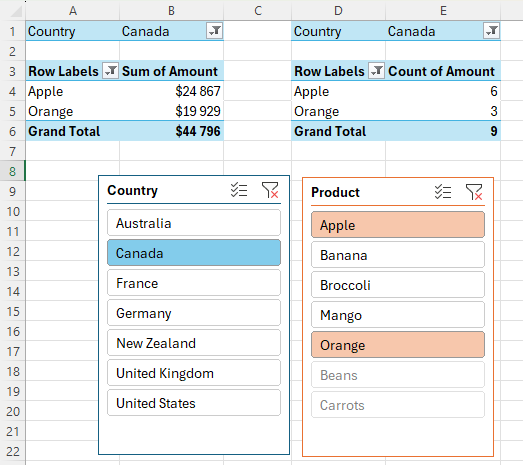 A B C D E
1 Country Canada Country Canada
2
3 Row Labels Sum of Amount Row Labels Count of Amount
4 Apple $24 867 Apple 6
5 Orange $19 929 Orange 3
6 Grand Total $44 796 Grand Total 9
7
8
9 Country Product
10
11 Australia Apple
12 Canada Banana
13
14 France Broccoli
15 Germany Mango
16
17 New Zealand Orange
18 United Kingdom Beans
19
20 United States Carrots
21
22